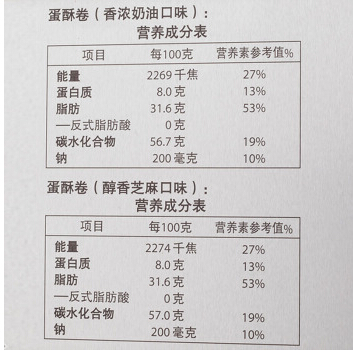 蛋酥卷（香浓奶油口味）：
营养成分表
项目 每100克 营养素参考值%
能量 2269 千焦 27%
蛋白质 8.0 克 13%
脂肪 31.6 克 53%
—反式脂肪酸 0 克
碳水化合物 56.7 克 19%
钠 200 毫克 10%
蛋酥卷（醇香芝麻口味）：
营养成分表
项目 每100克 营养素参考值%
能量 2274 千焦 27%
蛋白质 8.0 克 13%
脂肪 31.6 克 53%
—反式脂肪酸 0克
碳水化合物 57.0 克 19%
钠 200 毫克 10%